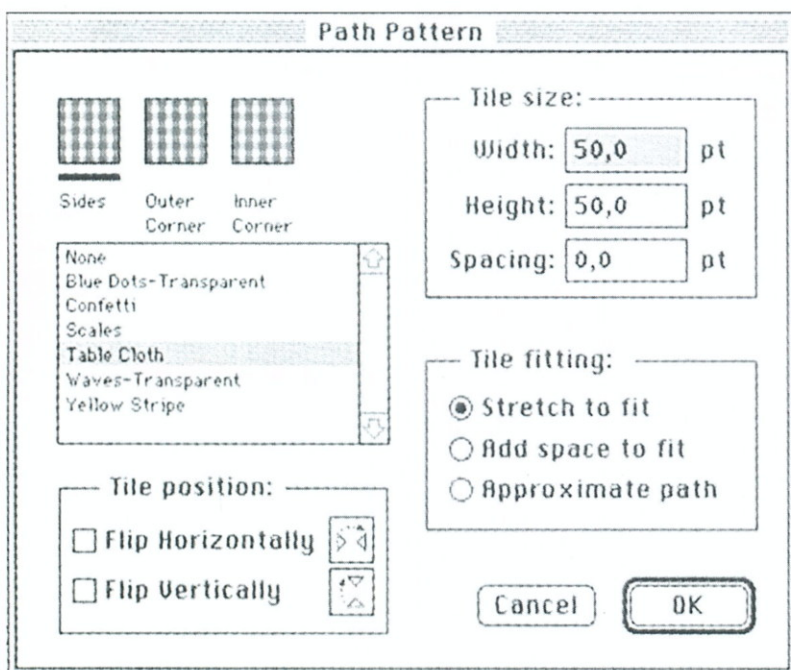 Path Pattern
Sides
Outer Corner
Inner Corner
None
Blue Dots-Transparent
Confetti
Scales
Table Cloth
Waves-Transparent
Yellow Stripe
Tile position:
Flip Horizontally
Flip Vertically
Tile size:
Width: 50,0 pt
Height: 50,0 pt
Spacing: 0,0 pt
Tile fitting:
Stretch to fit
Add space to fit
Approximate path
Cancel
OK